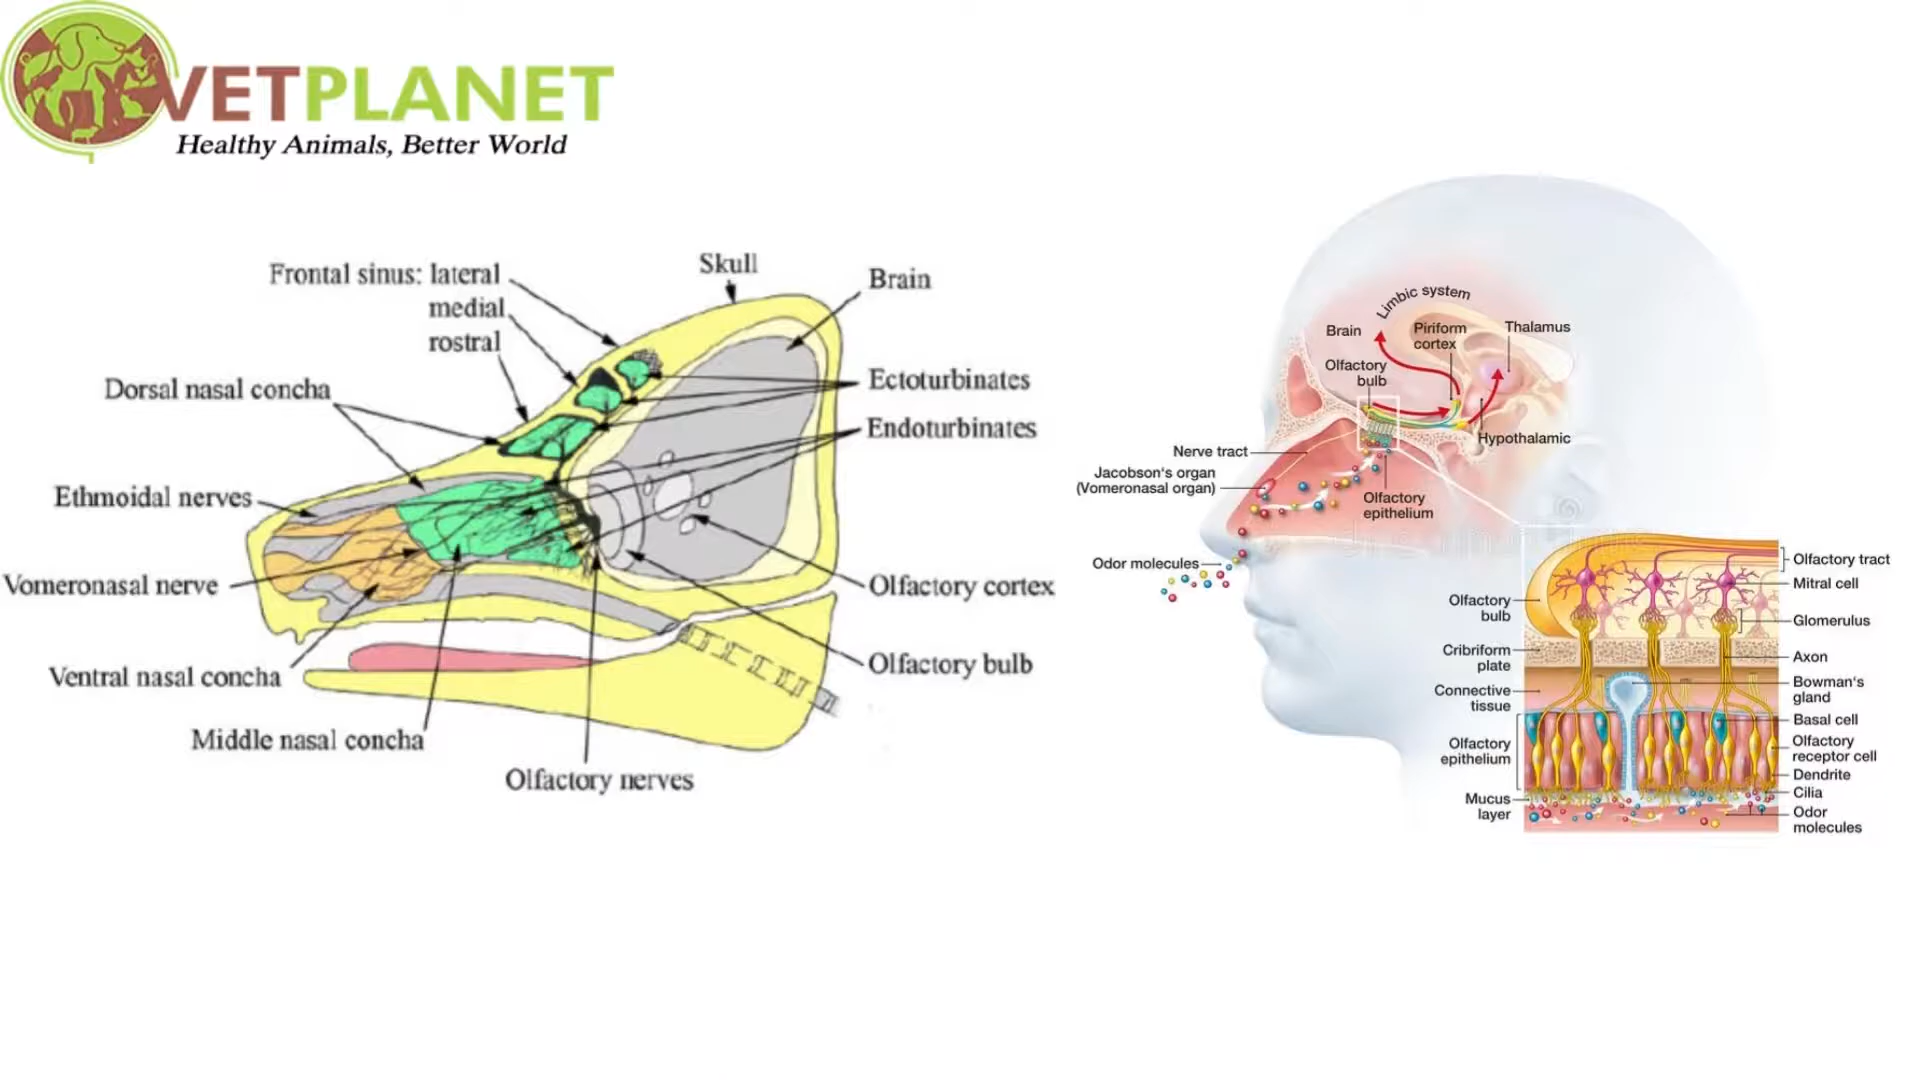 VETPLANET
Healthy Animals, Better World
Frontal sinus: lateral
medial
rostral
Skull
Brain
Dorsal nasal concha
Ectoturbinates
Endoturbinates
Ethmoidal nerves
Vomeronasal nerve
Olfactory cortex
Ventral nasal concha
Olfactory bulb
Middle nasal concha
Olfactory nerves
Limbic system
Brain
Piriform
cortex
Thalamus
Olfactory
bulb
Hypothalamic
Nerve tract
Jacobson's organ
(Vomeronasal organ)
Olfactory
epithelium
Odor molecules
Olfactory
bulb
Cribriform
plate
Connective
tissue
Olfactory
epithelium
Mucus
layer
Olfactory tract
Mitral cell
Glomerulus
Axon
Bowman's
gland
Basal cell
Olfactory
receptor cell
Dendrite
Cilia
Odor
molecules